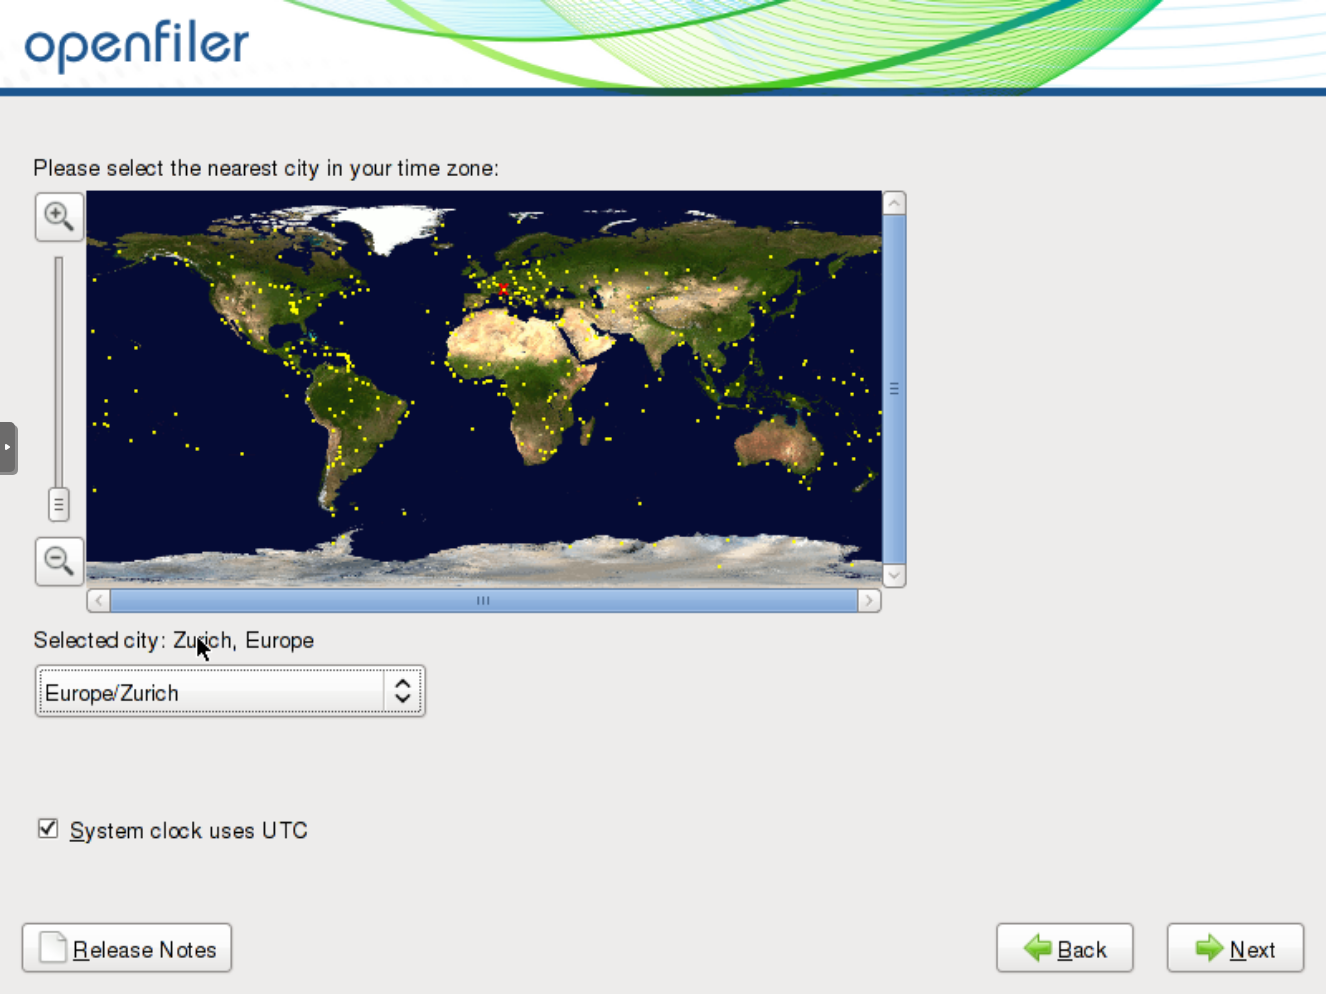 openfiler
Please select the nearest city in your time zone:
Selected city: Zurich, Europe
Europe/Zurich
System clock uses UTC
Release Notes
Back
Next